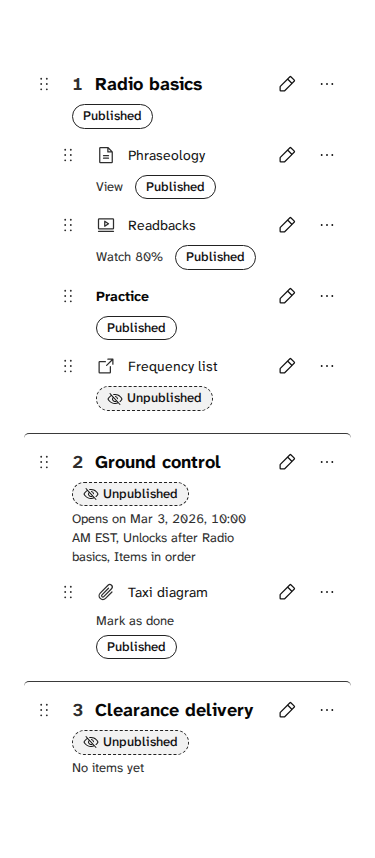 1 Radio basics
Published
Phraseology
View Published
Readbacks
Watch 80% Published
Practice
Published
Frequency list
Unpublished
2 Ground control
Unpublished
Opens on Mar 3, 2026, 10:00
AM EST, Unlocks after Radio
basics, Items in order
Taxi diagram
Mark as done
Published
3 Clearance delivery
Unpublished
No items yet